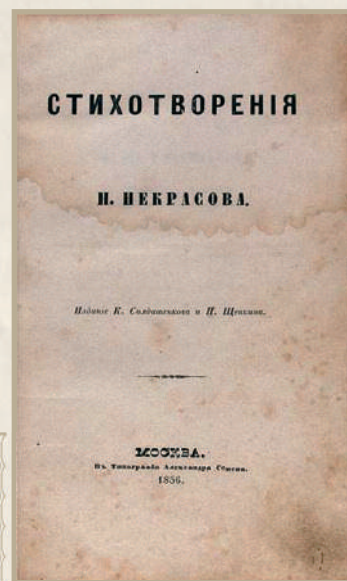 СТИХОТВОРЕНІЯ
Н. НЕКРАСОВА.
Изданіе К. Солдатенкова и Н. Щепкина.
МОСКВА.
Въ Типографіи Александра Семена.
1856.